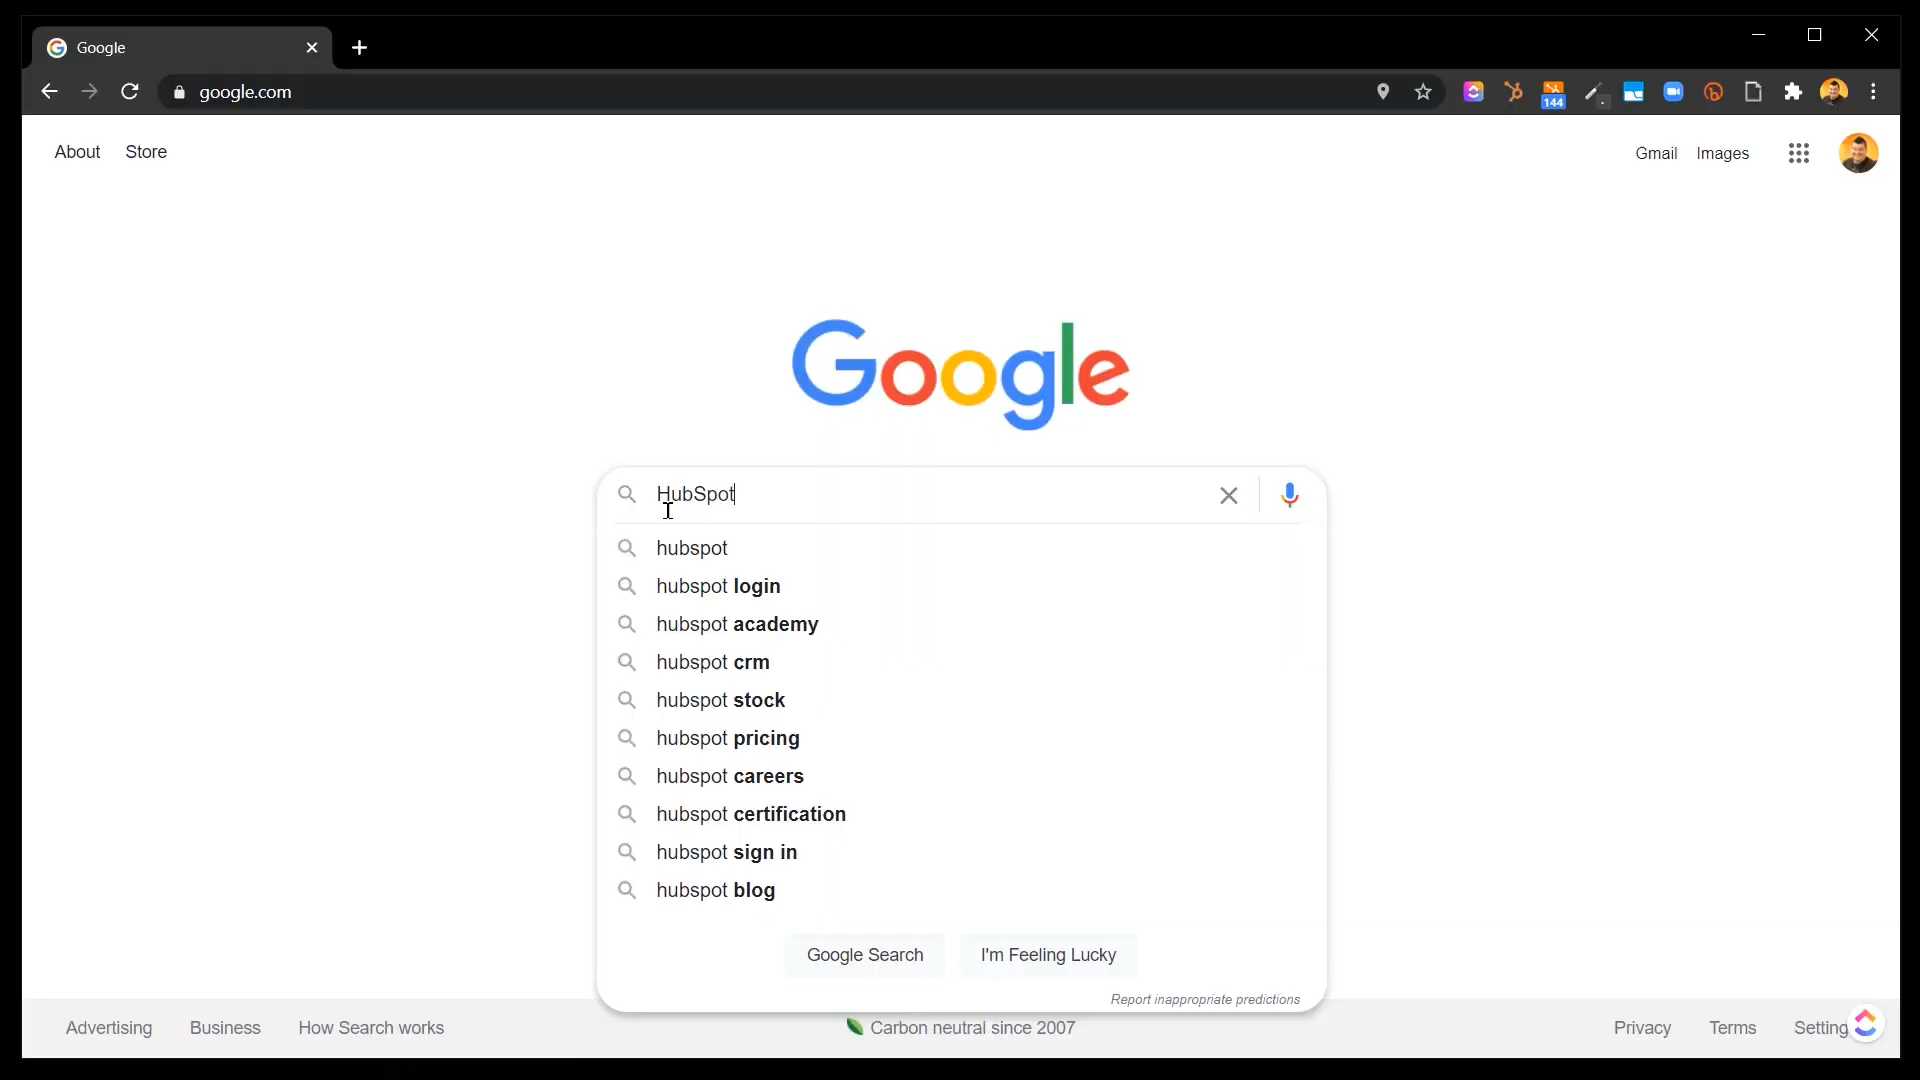 Google
google.com
144
About Store
Gmail Images
Google
HubSpot
hubspot
hubspot login
hubspot academy
hubspot crm
hubspot stock
hubspot pricing
hubspot careers
hubspot certification
hubspot sign in
hubspot blog
Google Search I'm Feeling Lucky
Report inappropriate predictions
Advertising Business How Search works
Carbon neutral since 2007
Privacy Terms Setting